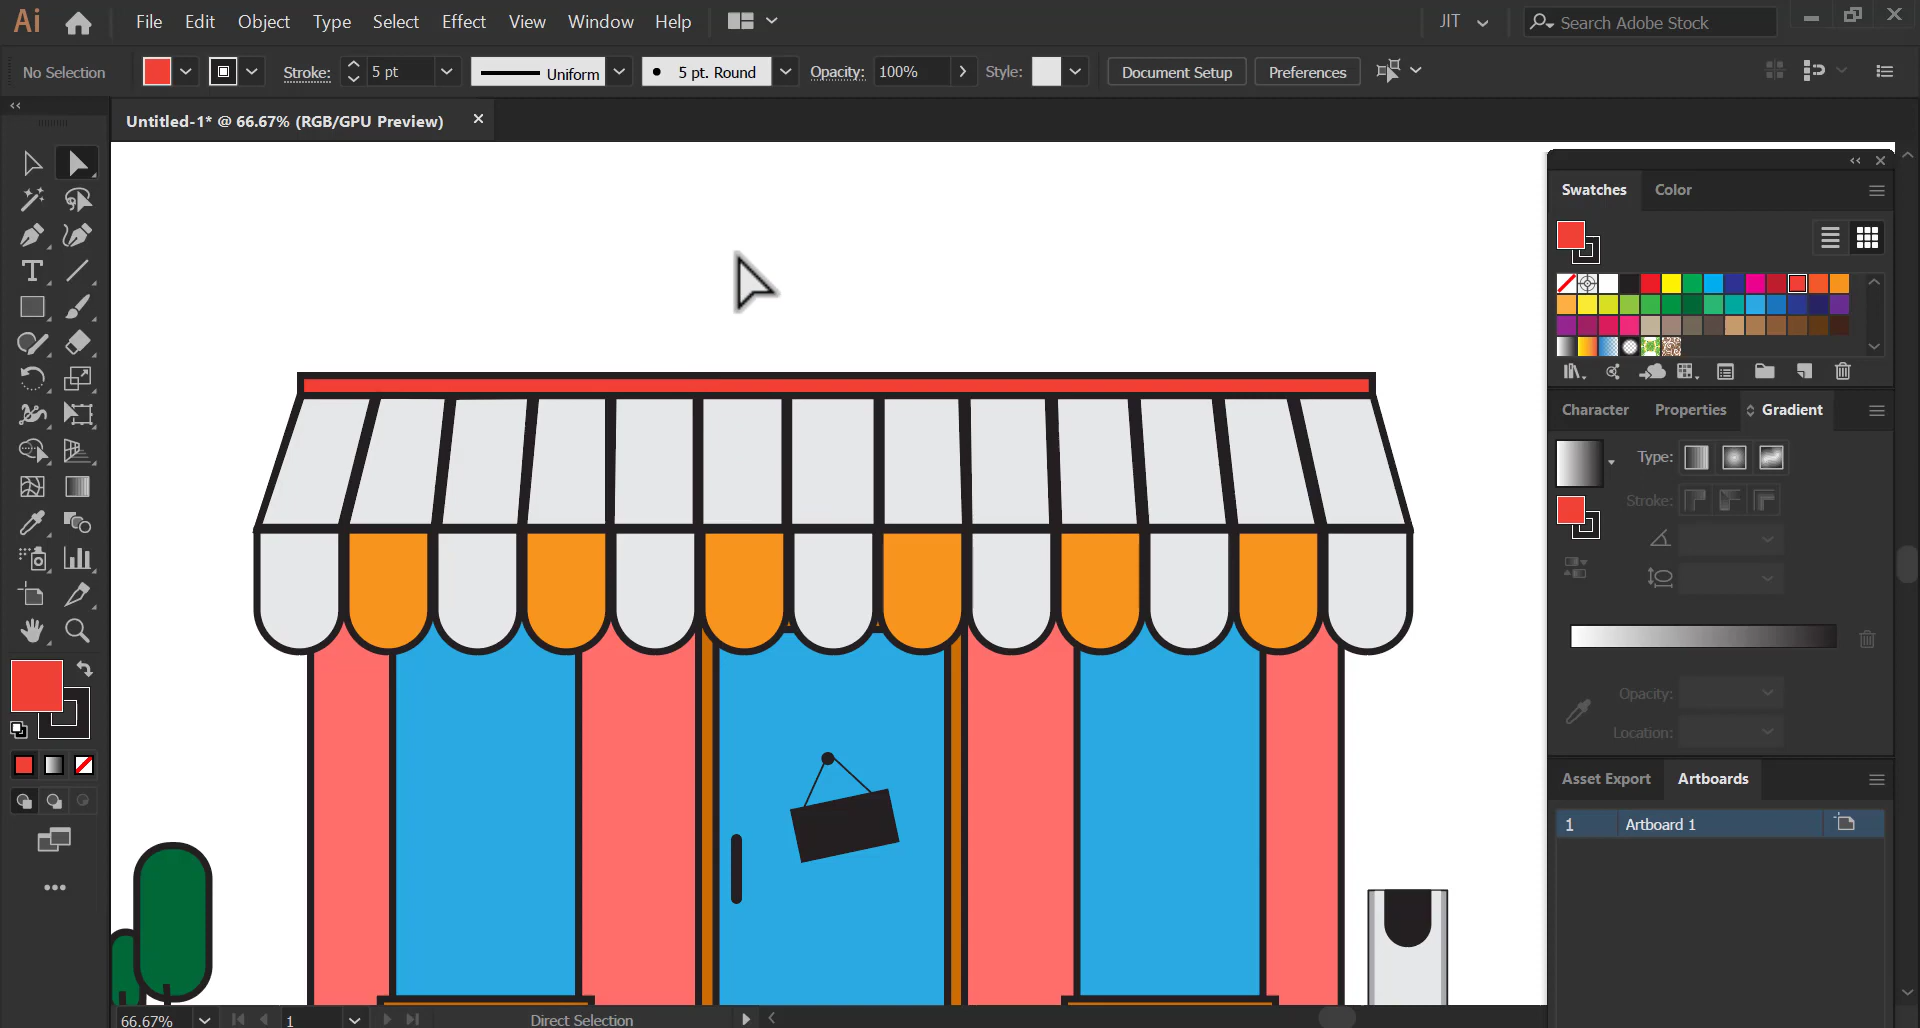 Ai File Edit Object Type Select Effect View Window Help JIT Search Adobe Stock
No Selection Stroke: 5 pt Uniform 5 pt. Round Opacity: 100% Style: Document Setup Preferences
Untitled-1* @ 66.67% (RGB/GPU Preview)
Swatches Color
Character Properties Gradient
Type:
Stroke:
Opacity:
Location:
Asset Export Artboards
1 Artboard 1
66.67% 1 Direct Selection